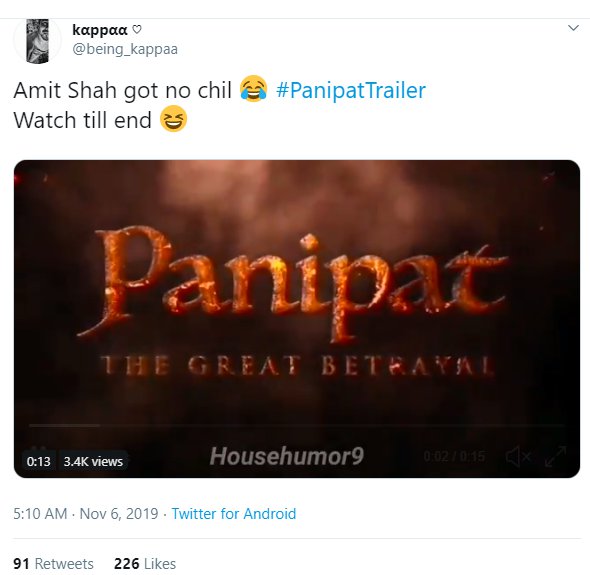 kαppαα ♡
@being_kappaa
Amit Shah got no chil 😂 #PanipatTrailer
Watch till end 😆
Panipat
THE GREAT BETRAYAL
Househumor9
0:02 / 0:15
0:13 3.4K views
5:10 AM · Nov 6, 2019 · Twitter for Android
91 Retweets 226 Likes